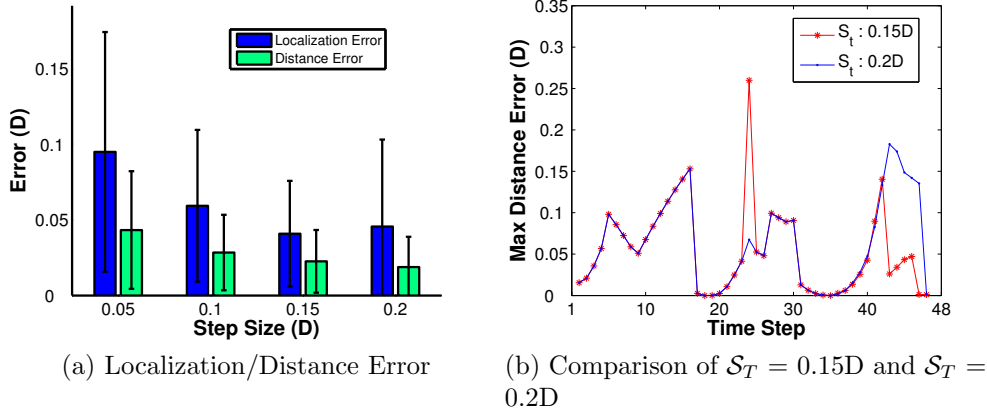 0.15
0.1
0.05
0
Error (D)
Localization Error
Distance Error
0.05 0.1 0.15 0.2
Step Size (D)
(a) Localization/Distance Error
0.35
0.3
0.25
0.2
0.15
0.1
0.05
0
Max Distance Error (D)
S_t : 0.15D
S_t : 0.2D
1 10 20 30 40 48
Time Step
(b) Comparison of S_T = 0.15D and S_T =
0.2D